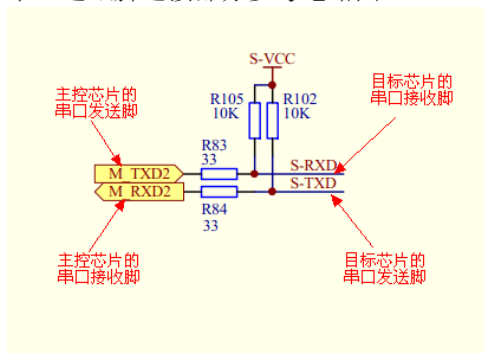 S-VCC
主控芯片的
串口发送脚
目标芯片的
串口接收脚
R105
10K
R102
10K
R83
33
M_TXD2
S-RXD
M_RXD2
S-TXD
R84
33
主控芯片的
串口接收脚
目标芯片的
串口发送脚